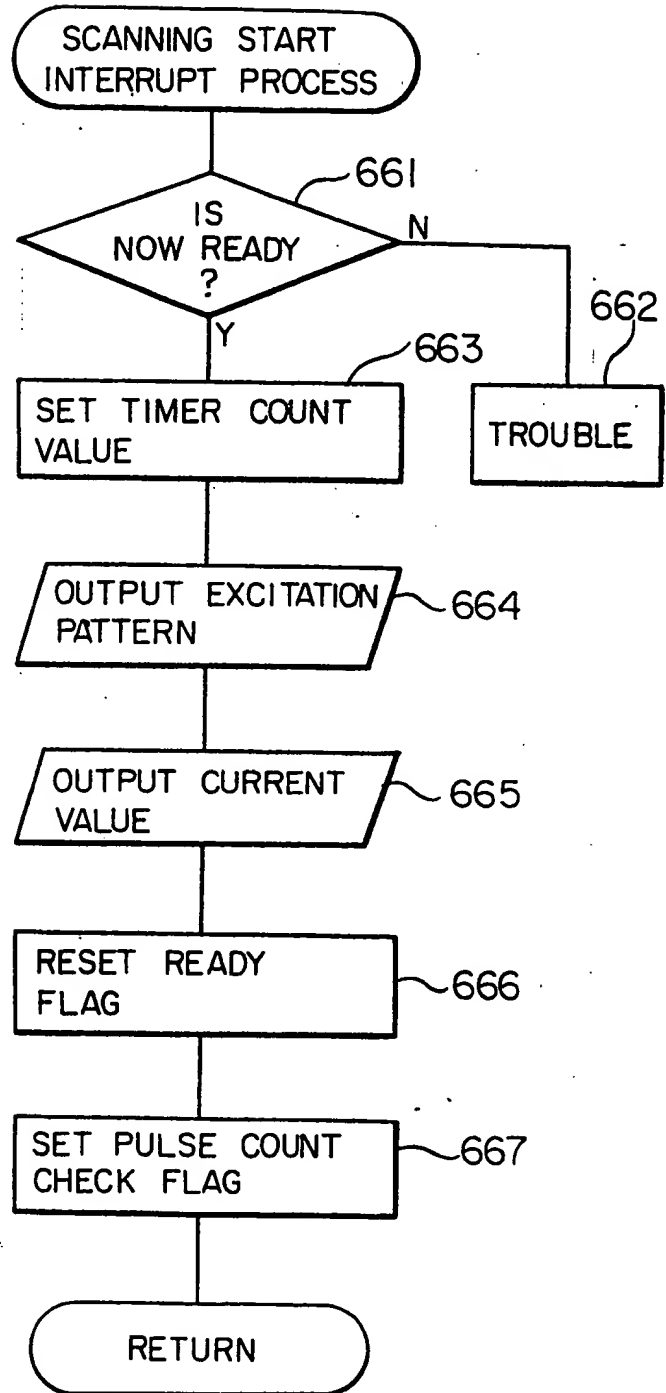 SCANNING START
INTERRUPT PROCESS
661
IS
NOW READY
?
N
Y
662
663
SET TIMER COUNT
VALUE
TROUBLE
OUTPUT EXCITATION
PATTERN
664
OUTPUT CURRENT
VALUE
665
RESET READY
FLAG
666
SET PULSE COUNT
CHECK FLAG
667
RETURN